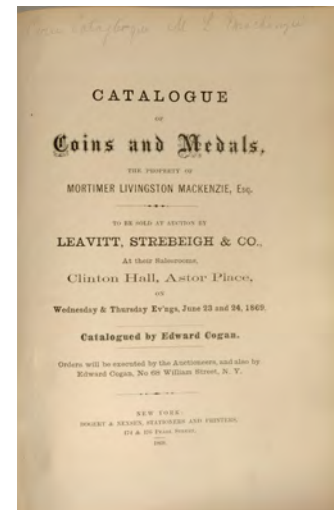 CATALOGUE
OF
Coins and Medals,
THE PROPERTY OF
MORTIMER LIVINGSTON MACKENZIE, Esq.
TO BE SOLD AT AUCTION BY
LEAVITT, STREBEIGH & CO.,
At their Salesrooms,
Clinton Hall, Astor Place,
ON
Wednesday & Thursday Ev'ngs, June 23 and 24, 1869.
Catalogued by Edward Cogan.
Orders will be executed by the Auctioneers, and also by
Edward Cogan, No 68 William Street, N. Y.
NEW YORK:
BOGERT & STATIONERS AND PRINTERS,
174 & 176 PEARL STREET.
1869.